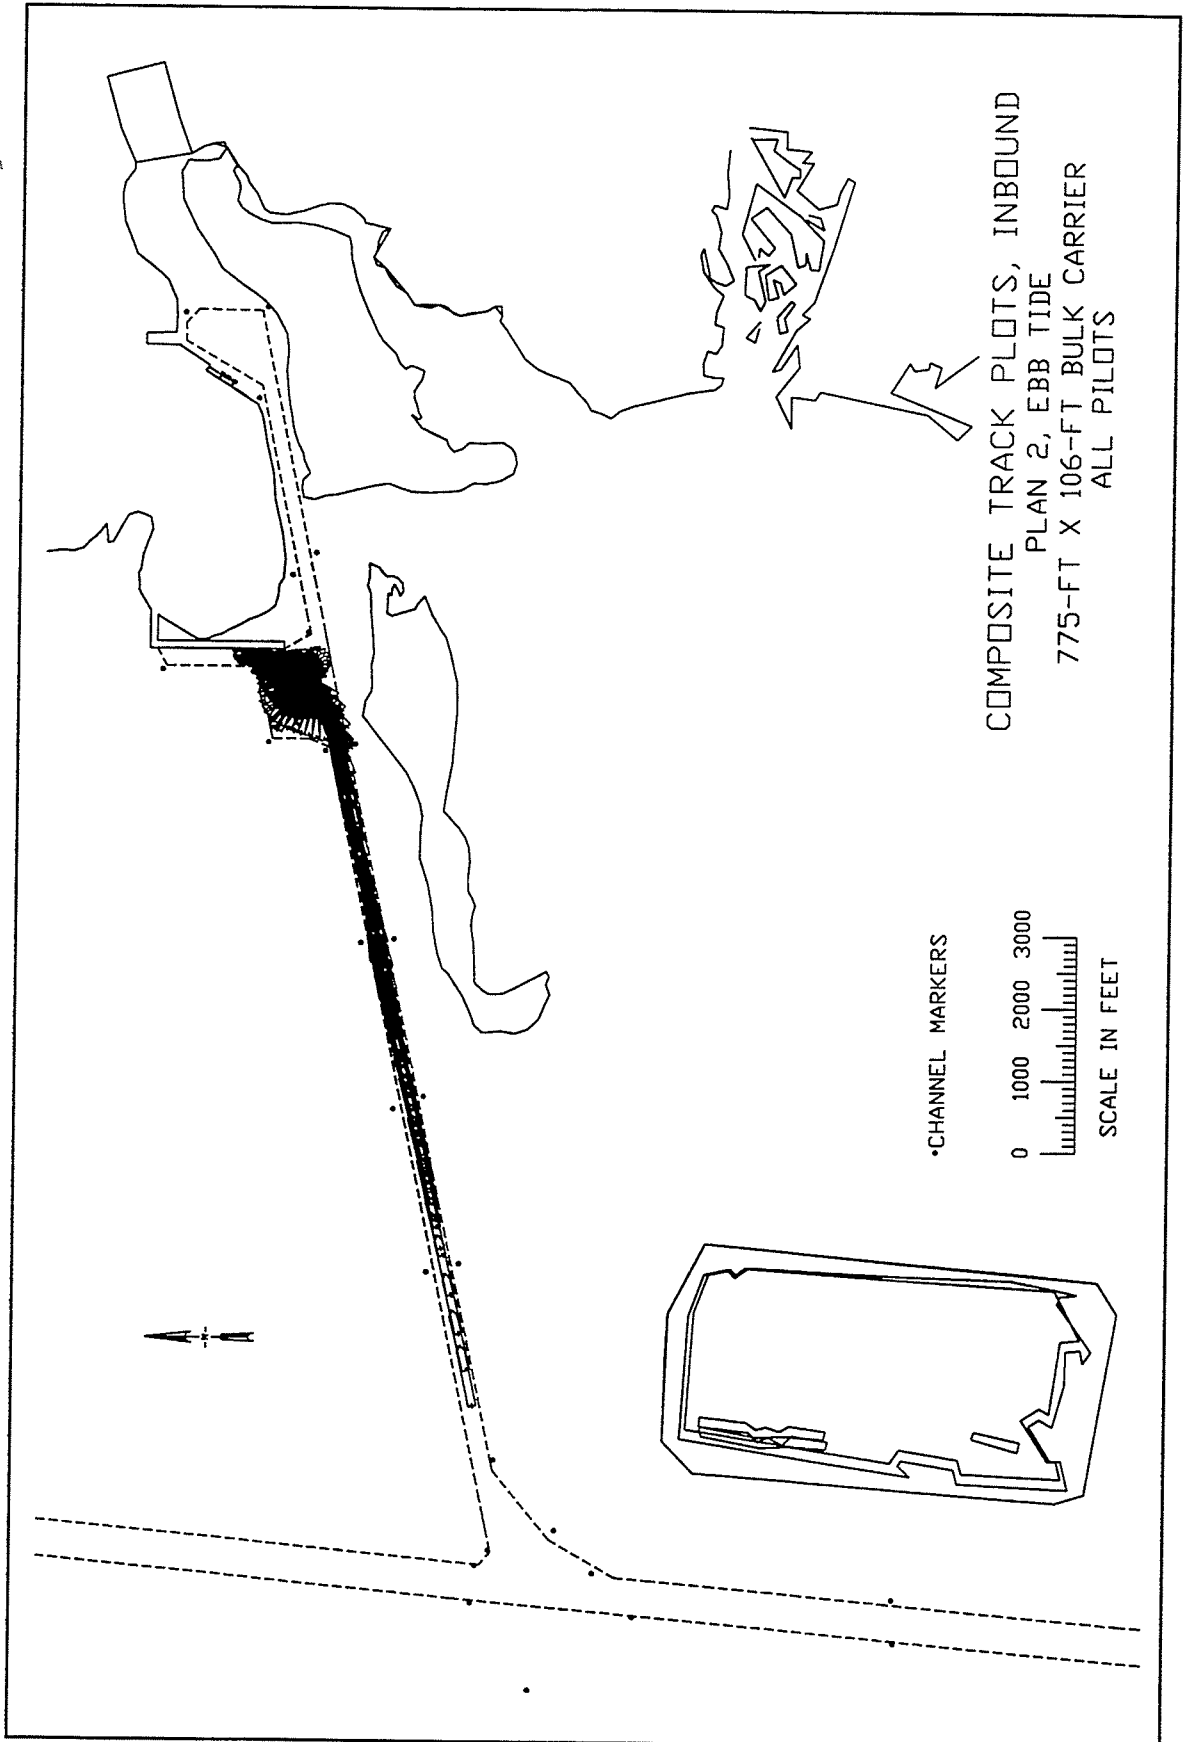 COMPOSITE TRACK PLOTS, INBOUND
PLAN 2, EBB TIDE
775-FT X 106-FT BULK CARRIER
ALL PILOTS
•CHANNEL MARKERS
0 1000 2000 3000
SCALE IN FEET
N